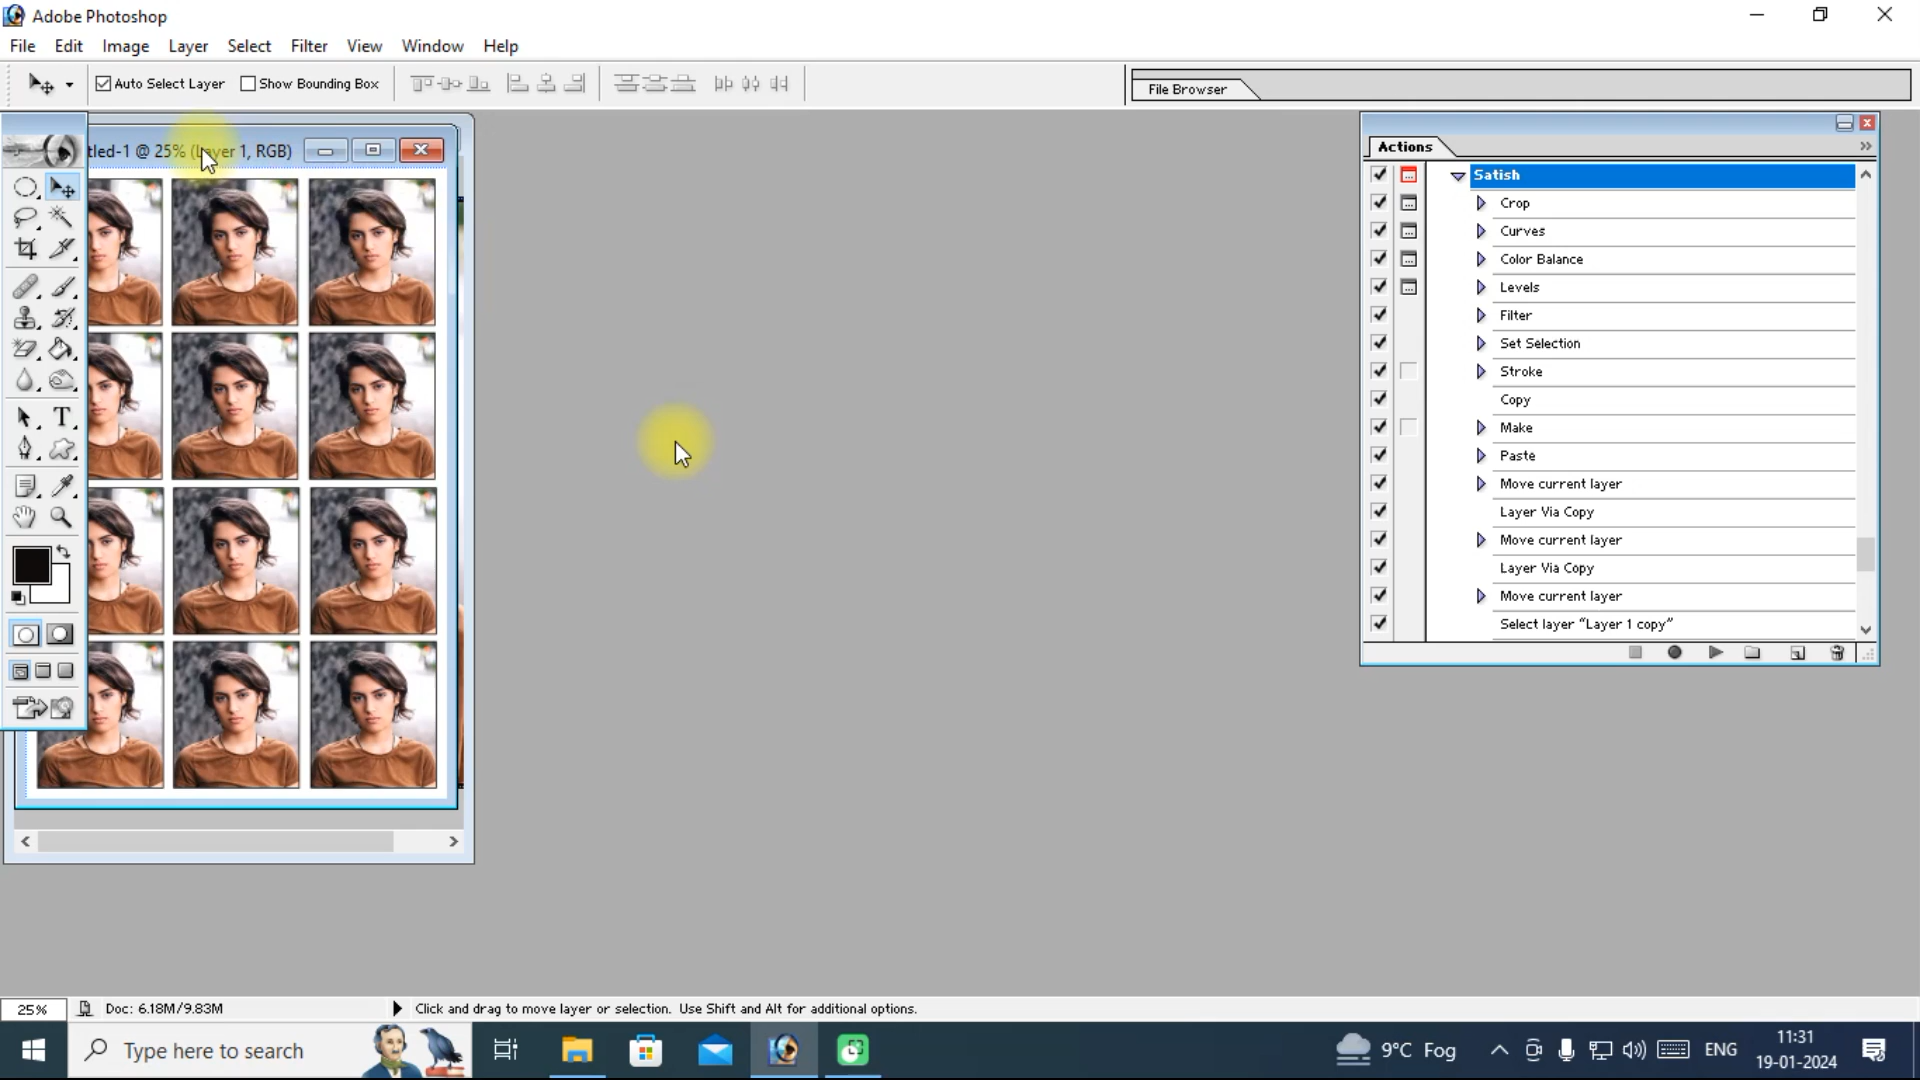 Adobe Photoshop
File Edit Image Layer Select Filter View Window Help
Auto Select Layer Show Bounding Box
File Browser
tled-1 @ 25% (Layer 1, RGB)
Actions
Satish
Crop
Curves
Color Balance
Levels
Filter
Set Selection
Stroke
Copy
Make
Paste
Move current layer
Layer Via Copy
Move current layer
Layer Via Copy
Move current layer
Select layer "Layer 1 copy"
T
25% Doc: 6.18M/9.83M Click and drag to move layer or selection. Use Shift and Alt for additional options.
Type here to search
9°C Fog
ENG
11:31
19-01-2024